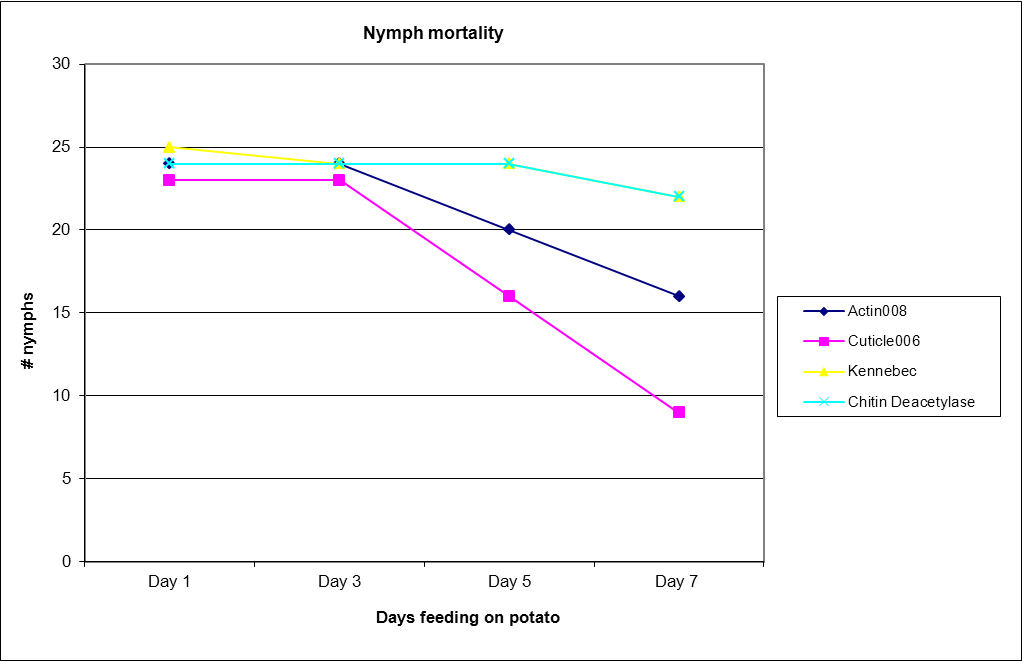 Nymph mortality
30
25
20
15
10
5
0
# nymphs
Day 1 Day 3 Day 5 Day 7
Days feeding on potato
Actin008
Cuticle006
Kennebec
Chitin Deacetylase